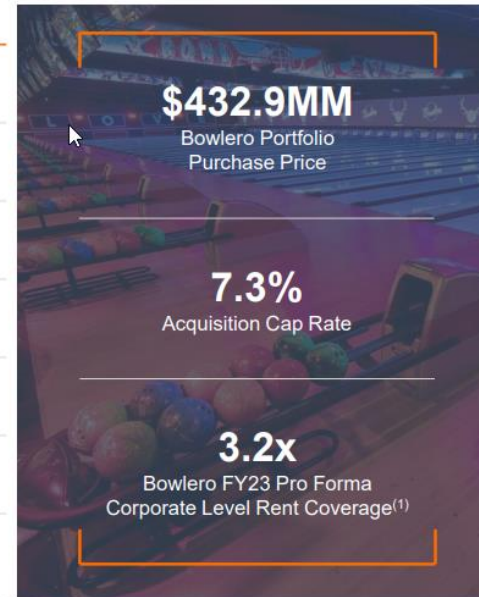 $432.9MM
Bowlero Portfolio
Purchase Price
7.3%
Acquisition Cap Rate
3.2x
Bowlero FY23 Pro Forma
Corporate Level Rent Coverage(1)